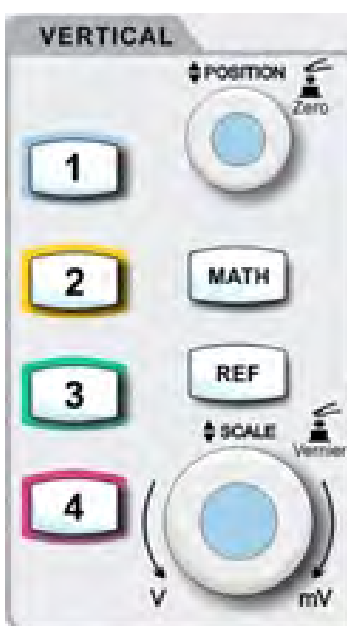 VERTICAL
POSITION
Zero
1
2
MATH
3
REF
SCALE
Vernier
4
V
mV